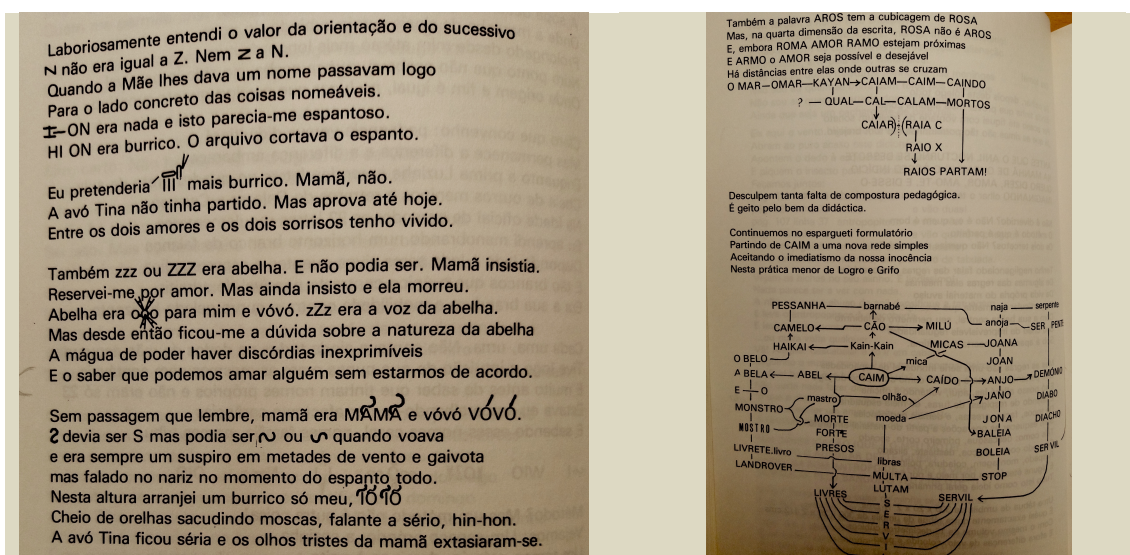 Laboriosamente entendi o valor da orientação e do sucessivo
N não era igual a Z. Nem Z a N.
Quando a Mãe lhes dava um nome passavam logo
Para o lado concreto das coisas nomeáveis.
I—ON era nada e isto parecia-me espantoso.
HI ON era burrico. O arquivo cortava o espanto.
Eu pretenderia mais burrico. Mamã, não.
A avó Tina não tinha partido. Mas aprova até hoje.
Entre os dois amores e os dois sorrisos tenho vivido.
Também zzz ou ZZZ era abelha. E não podia ser. Mamã insistia.
Reservei-me por amor. Mas ainda insisto e ela morreu.
Abelha era para mim e vóvó. zZz era a voz da abelha.
Mas desde então ficou-me a dúvida sobre a natureza da abelha
A mágua de poder haver discórdias inexprimíveis
E o saber que podemos amar alguém sem estarmos de acordo.
Sem passagem que lembre, mamã era MAMA e vóvó VÓVÓ.
S devia ser S mas podia ser ∽ ou ᔕ quando voava
e era sempre um suspiro em metades de vento e gaivota
mas falado no nariz no momento do espanto todo.
Nesta altura arranjei um burrico só meu, TÓTÓ
Cheio de orelhas sacudindo moscas, falante a sério, hin-hon.
A avó Tina ficou séria e os olhos tristes da mamã extasiaram-se.
Também a palavra AROS tem a cubicagem de ROSA
Mas, na quarta dimensão da escrita, ROSA não é AROS
E, embora ROMA AMOR RAMO estejam próximas
E ARMO o AMOR seja possível e desejável
Há distâncias entre elas onde outras se cruzam
O MAR—OMAR—KAYAN→CAIAM—CAIM—CAINDO
? — QUAL—CAL—CALAM—MORTOS
CAIAR) - (RAIA C
RAIO X
RAIOS PARTAM!
Desculpem tanta falta de compostura pedagógica.
É geito pelo bem da didáctica.
Continuemos no espargueti formulatório
Partindo de CAIM a uma nova rede simples
Aceitando o imediatismo da nossa inocência
Nesta prática menor de Logro e Grifo
PESSANHA barnabé naja serpente
CAMELO CÃO MILÚ anoja SER PENTE
HAIKAI Kain-Kain MICAS JOANA
O BELO mica JOAN
A BELA ABEL CAIM CAÍDO ANJO DEMÓNIO
E — O mastro olhão JANO DIABO
MONSTRO MORTE moeda JONA DIACHO
MOSTRO FORTE BALEIA
LIVRETE.livro PRESOS BOLEIA SERVIL
LANDROVER libras
MULTA STOP
LUTAM
LIVRES S SERVIL
E
R
V
I